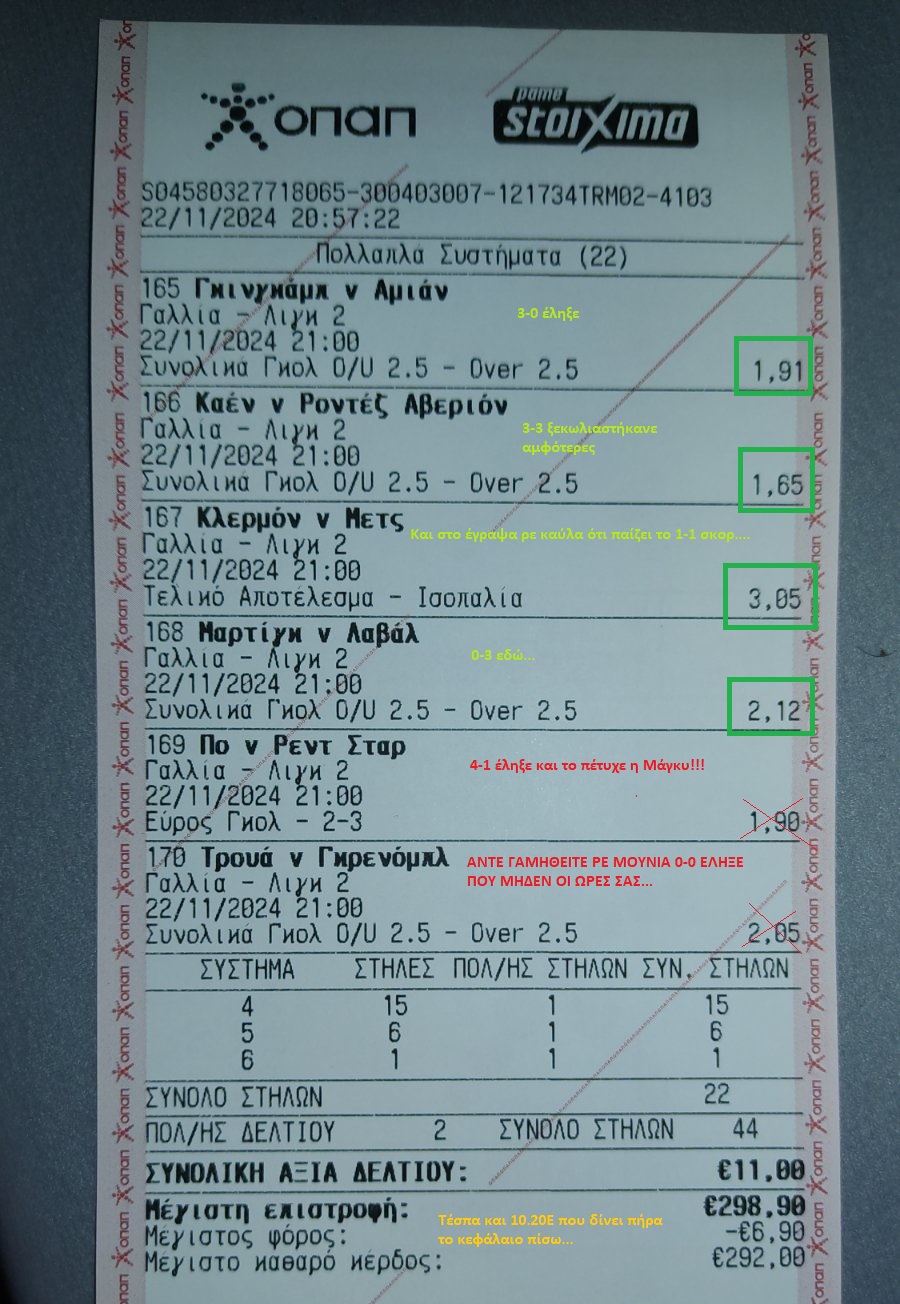 οπαπ
pame stoixima
S04580327718065-300403007-121734TRM02-4103
22/11/2024 20:57:22
Πολλαπλά Συστήματα (22)
165 Γκινγκάμπ v Αμιάν
Γαλλία - Λιγκ 2
3-0 έληξε
22/11/2024 21:00
Συνολικά Γκολ O/U 2.5 - Over 2.5 1,91
166 Καέν v Ροντέζ Αβεριόν
Γαλλία - Λιγκ 2
3-3 ξεκωλιαστήκανε
αμφότερες
22/11/2024 21:00
Συνολικά Γκολ O/U 2.5 - Over 2.5 1,65
167 Κλερμόν v Μετς
Και στο έγραψα ρε καύλα ότι παίζει το 1-1 σκορ....
Γαλλία - Λιγκ 2
22/11/2024 21:00
Τελικό Αποτέλεσμα - Ισοπαλία 3,05
168 Μαρτίγκ v Λαβάλ
Γαλλία - Λιγκ 2
0-3 εδώ...
22/11/2024 21:00
Συνολικά Γκολ O/U 2.5 - Over 2.5 2,12
169 Πο v Ρεντ Σταρ
Γαλλία - Λιγκ 2
4-1 έληξε και το πέτυχε η Μάγκυ!!!
22/11/2024 21:00
Εύρος Γκολ - 2-3 1,90
170 Τρουά v Γκρενόμπλ
ΑΝΤΕ ΓΑΜΗΘΕΙΤΕ ΡΕ ΜΟΥΝΙΑ 0-0 ΕΛΗΞΕ
ΠΟΥ ΜΗΔΕΝ ΟΙ ΩΡΕΣ ΣΑΣ...
Γαλλία - Λιγκ 2
22/11/2024 21:00
Συνολικά Γκολ O/U 2.5 - Over 2.5 2,05
ΣΥΣΤΗΜΑ ΣΤΗΛΕΣ ΠΟΛ/ΗΣ ΣΤΗΛΩΝ ΣΥΝ. ΣΤΗΛΩΝ
4 15 1 15
5 6 1 6
6 1 1 1
ΣΥΝΟΛΟ ΣΤΗΛΩΝ 22
ΠΟΛ/ΗΣ ΔΕΛΤΙΟΥ 2 ΣΥΝΟΛΟ ΣΤΗΛΩΝ 44
ΣΥΝΟΛΙΚΗ ΑΞΙΑ ΔΕΛΤΙΟΥ: €11,00
Μέγιστη επιστροφή: €298,90
Τέσπα και 10.20Ε που δίνει πήρα
το κεφάλαιο πίσω...
Μέγιστος φόρος: -€6,90
Μέγιστο καθαρό κέρδος: €292,00